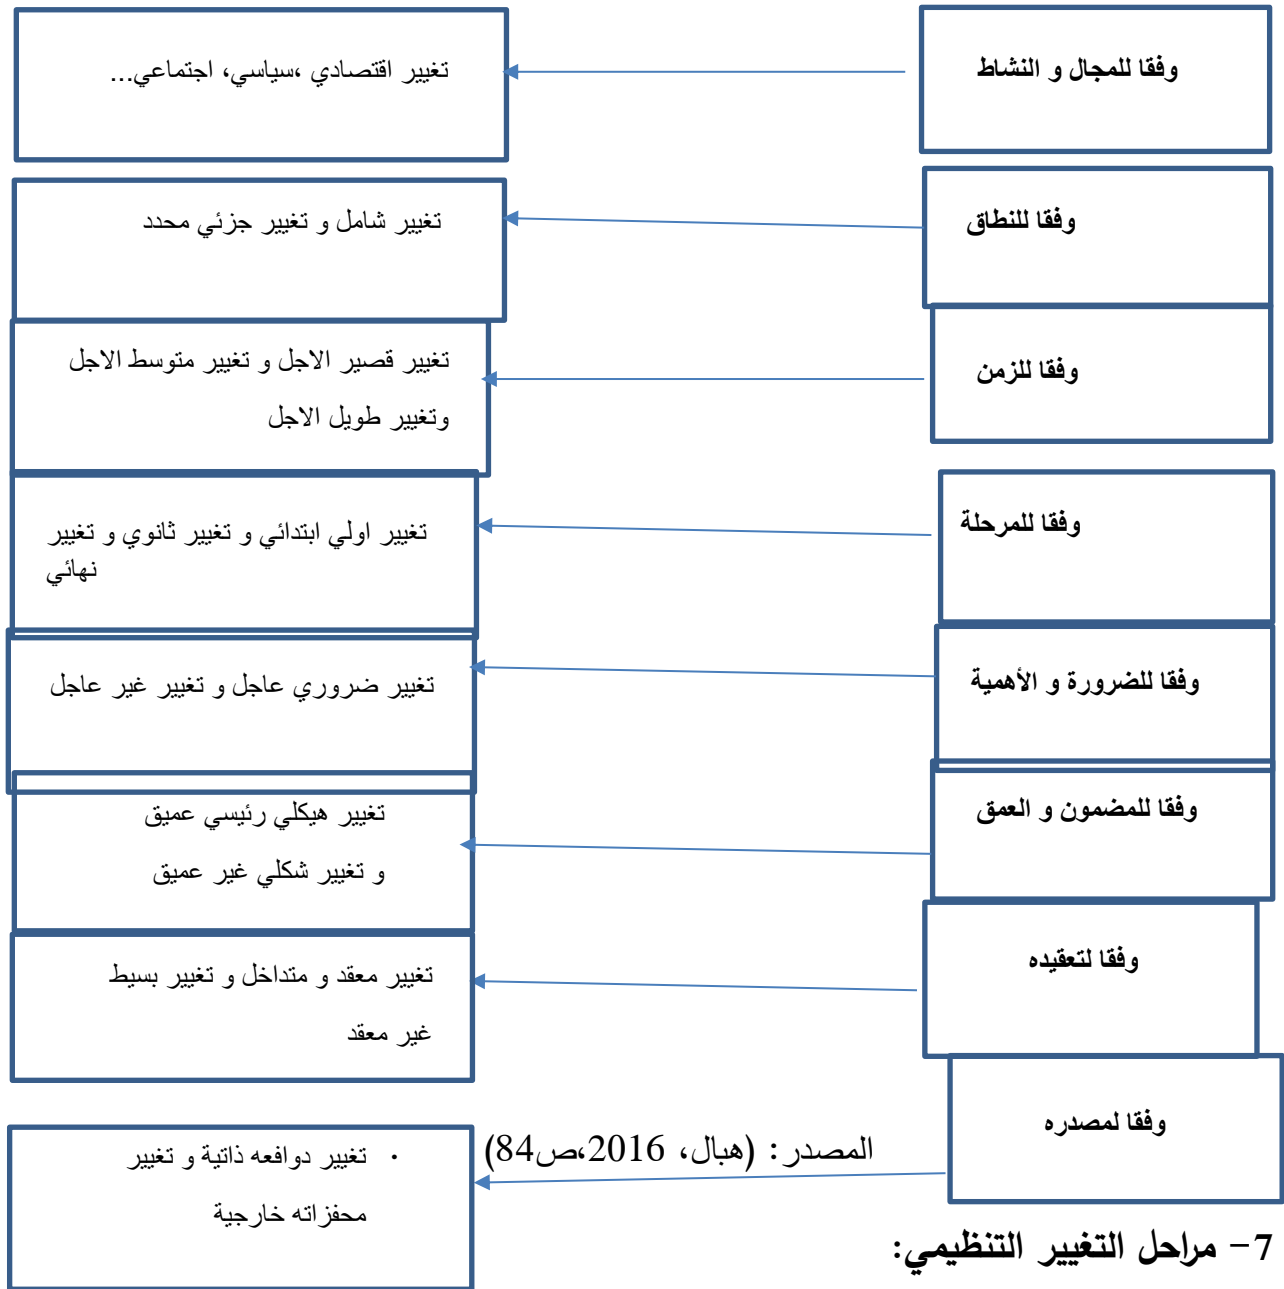 وفقا للمجال و النشاط
تغيير اقتصادي ،سياسي، اجتماعي...
وفقا للنطاق
تغيير شامل و تغيير جزئي محدد
وفقا للزمن
تغيير قصير الاجل و تغيير متوسط الاجل
وتغيير طويل الاجل
وفقا للمرحلة
تغيير اولي ابتدائي و تغيير ثانوي و تغيير
نهائي
وفقا للضرورة و الأهمية
تغيير ضروري عاجل و تغيير غير عاجل
وفقا للمضمون و العمق
تغيير هيكلي رئيسي عميق
و تغيير شكلي غير عميق
وفقا لتعقيده
تغيير معقد و متداخل و تغيير بسيط
غير معقد
وفقا لمصدره
• تغيير دوافعه ذاتية و تغيير
محفزاته خارجية
المصدر: (هبال، 2016،ص84)
7- مراحل التغيير التنظيمي: